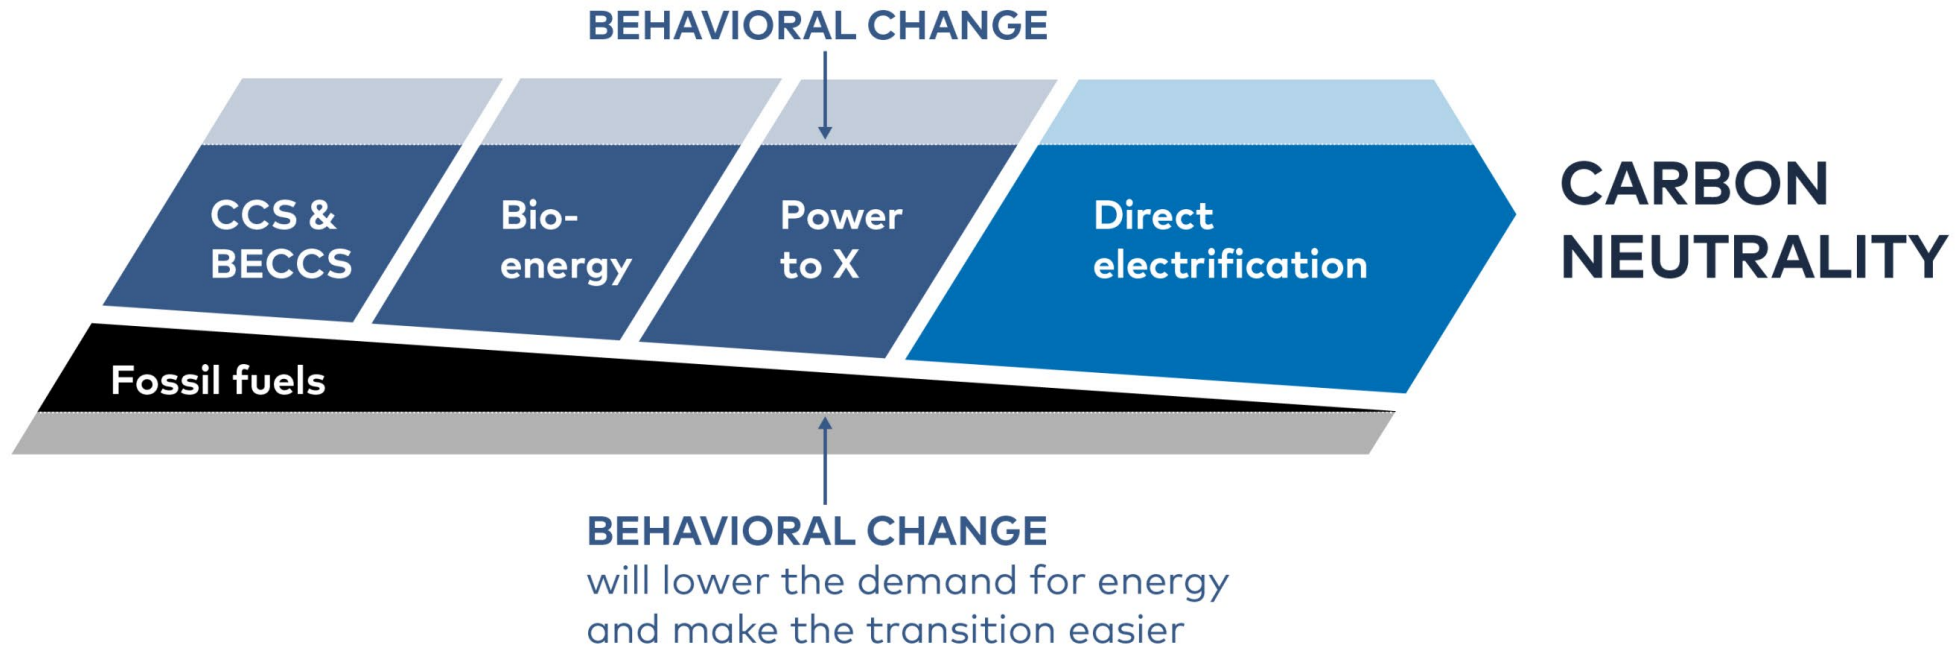 BEHAVIORAL CHANGE
CCS &
BECCS
Bio-
energy
Power
to X
Direct
electrification
CARBON
NEUTRALITY
Fossil fuels
BEHAVIORAL CHANGE
will lower the demand for energy
and make the transition easier